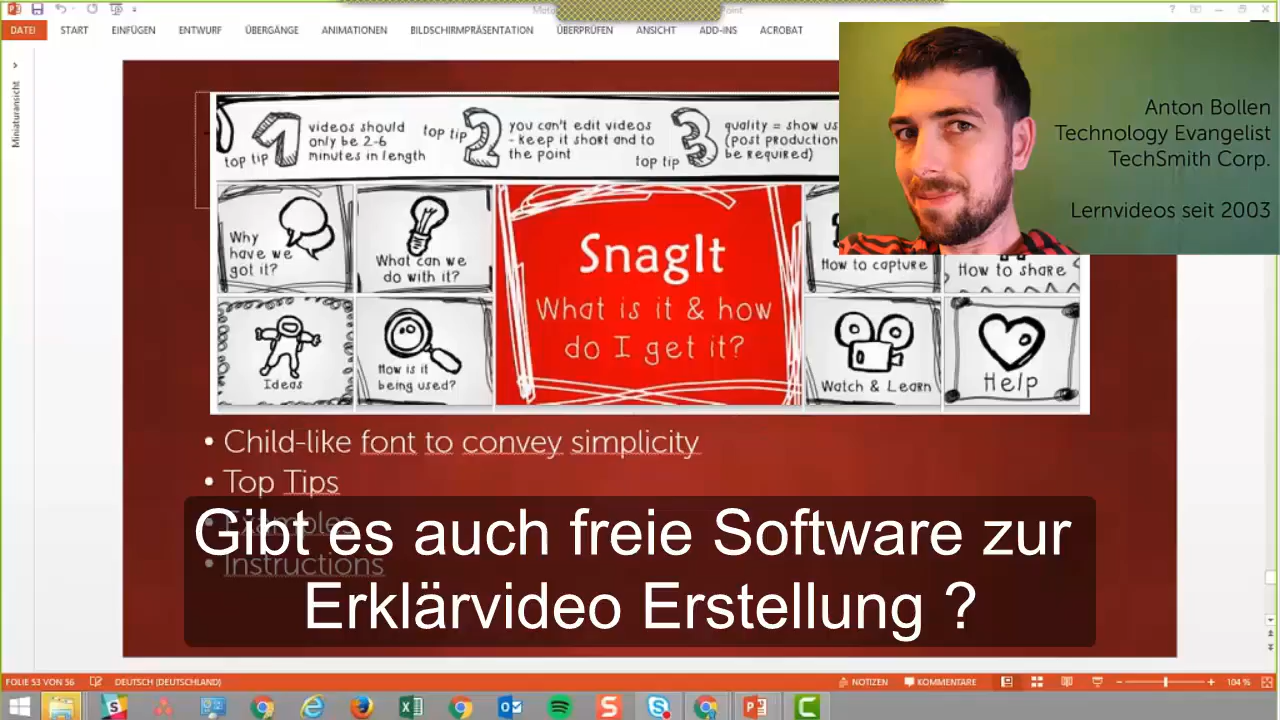 DATEI START EINFÜGEN ENTWURF ÜBERGÄNGE ANIMATIONEN BILDSCHIRMPRÄSENTATION ÜBERPRÜFEN ANSICHT ADD-INS ACROBAT
Miniaturansicht
Anton Bollen
Technology Evangelist
TechSmith Corp.
Lernvideos seit 2003
top tip 1 videos should
only be 2-6
minutes in length
top tip 2 you can't edit videos
- keep it short and to
the point
top tip 3 quality = show us
(post production
be required)
Why
have we
got it?
What can we
do with it?
SnagIt
What is it & how
do I get it?
How to capture
How to share
Ideas
How is it
being used?
Watch & Learn
Help
• Child-like font to convey simplicity
• Top Tips
• Examples
• Instructions
Gibt es auch freie Software zur
Erklärvideo Erstellung ?
FOLIE 53 VON 56 DEUTSCH (DEUTSCHLAND) NOTIZEN KOMMENTARE 104 %